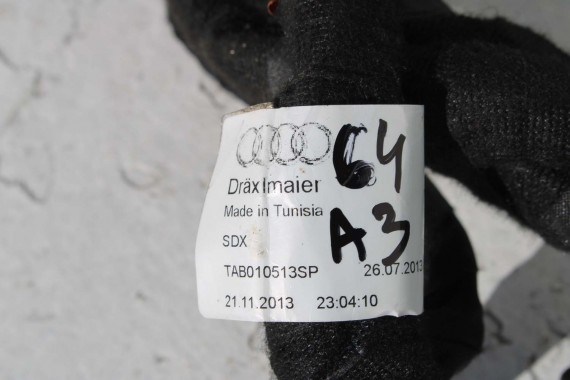 64
Dräxlmaier
Made in Tunisia
A3
SDX
TAB010513SP 26.07.2013
21.11.2013 23:04:10